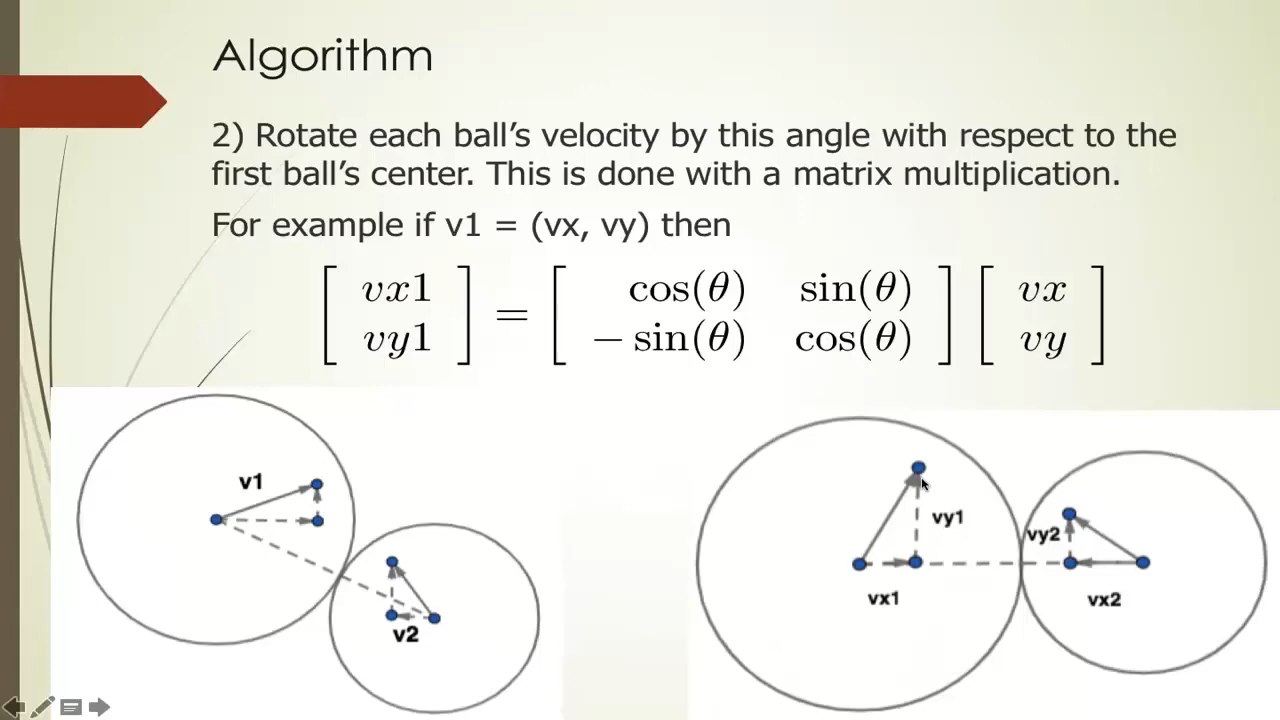 Algorithm
2) Rotate each ball’s velocity by this angle with respect to the
first ball’s center. This is done with a matrix multiplication.
For example if v1 = (vx, vy) then
[ vx1 ] = [ cos(θ) sin(θ) ] [ vx ]
[ vy1 ] [ − sin(θ) cos(θ) ] [ vy ]
v1
v2
vy1
vy2
vx1
vx2